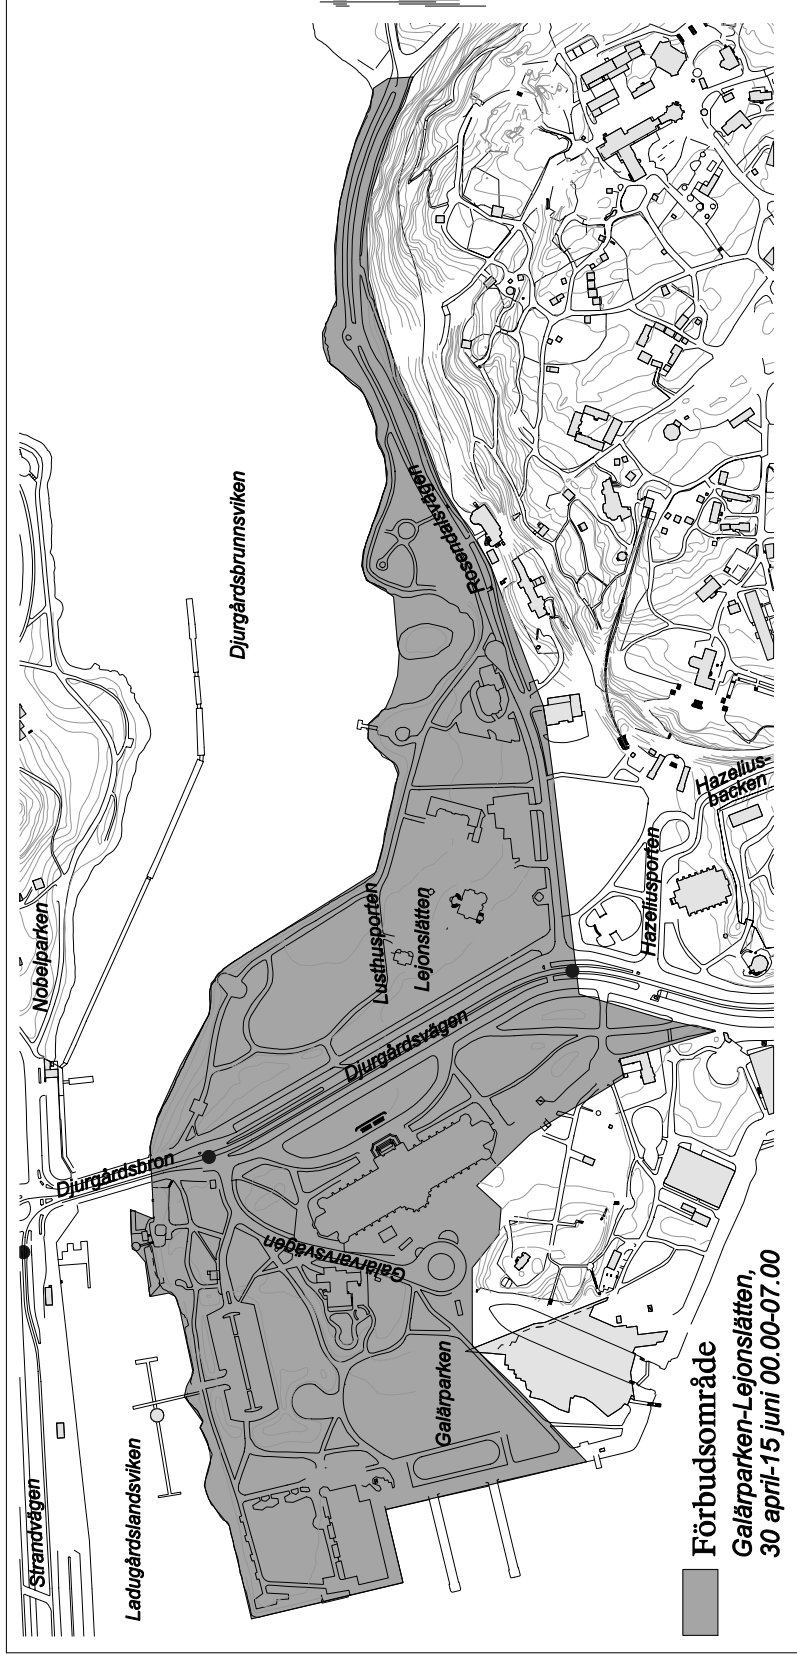 Strandvägen
Ladugårdslandsviken
Djurgårdsbron
Nobelparken
Djurgårdsbrunnsviken
Galärparken
Galärvarvsvägen
Djurgårdsvägen
Lusthusporten
Lejonslätten
Rosendalsvägen
Hazeliusporten
Hazelius-
backen
Förbudsområde
Galärparken-Lejonslätten,
30 april-15 juni 00.00-07.00